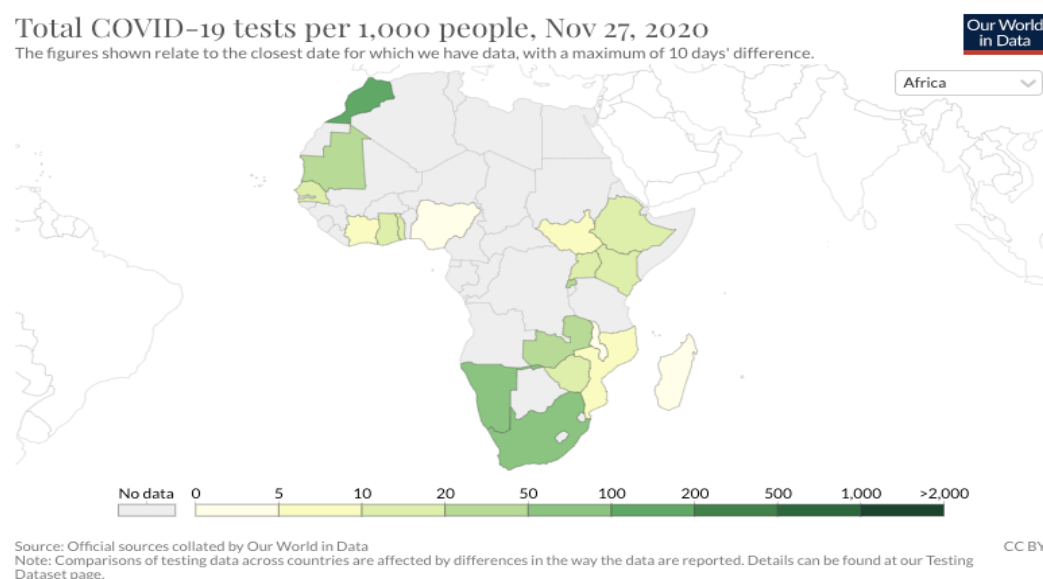 Total COVID-19 tests per 1,000 people, Nov 27, 2020
The figures shown relate to the closest date for which we have data, with a maximum of 10 days' difference.
Our World
in Data
Africa
No data 0 5 10 20 50 100 200 500 1,000 >2,000
Source: Official sources collated by Our World in Data
CC BY
Note: Comparisons of testing data across countries are affected by differences in the way the data are reported. Details can be found at our Testing
Dataset page.